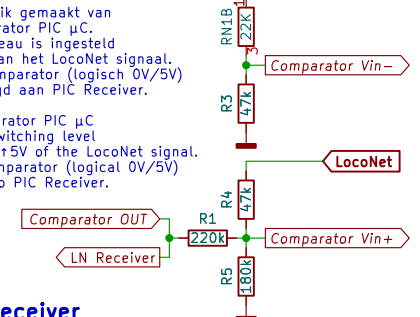 ik gemaakt van
rator PIC µC.
eau is ingesteld
an het LocoNet signaal.
mparator (logisch 0V/5V)
gd aan PIC Receiver.
rator PIC µC
witching level
↑5V of the LocoNet signal.
mparator (logical 0V/5V)
o PIC Receiver.
RN1B
22K
3
Comparator Vin-
R3
47k
LocoNet
R4
47k
Comparator OUT
R1
220k
Comparator Vin+
LN Receiver
R5
180k
eceiver